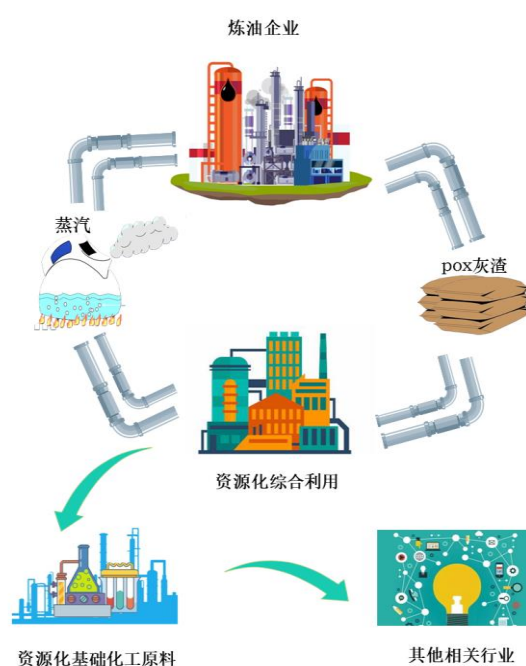 炼油企业
蒸汽
pox灰渣
资源化综合利用
资源化基础化工原料
其他相关行业